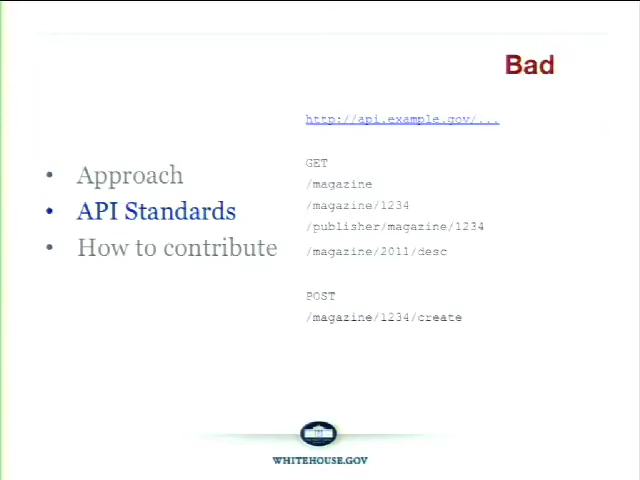 Bad
• Approach
• API Standards
• How to contribute
http://api.example.gov/...
GET
/magazine
/magazine/1234
/publisher/magazine/1234
/magazine/2011/desc
POST
/magazine/1234/create
WHITEHOUSE.GOV